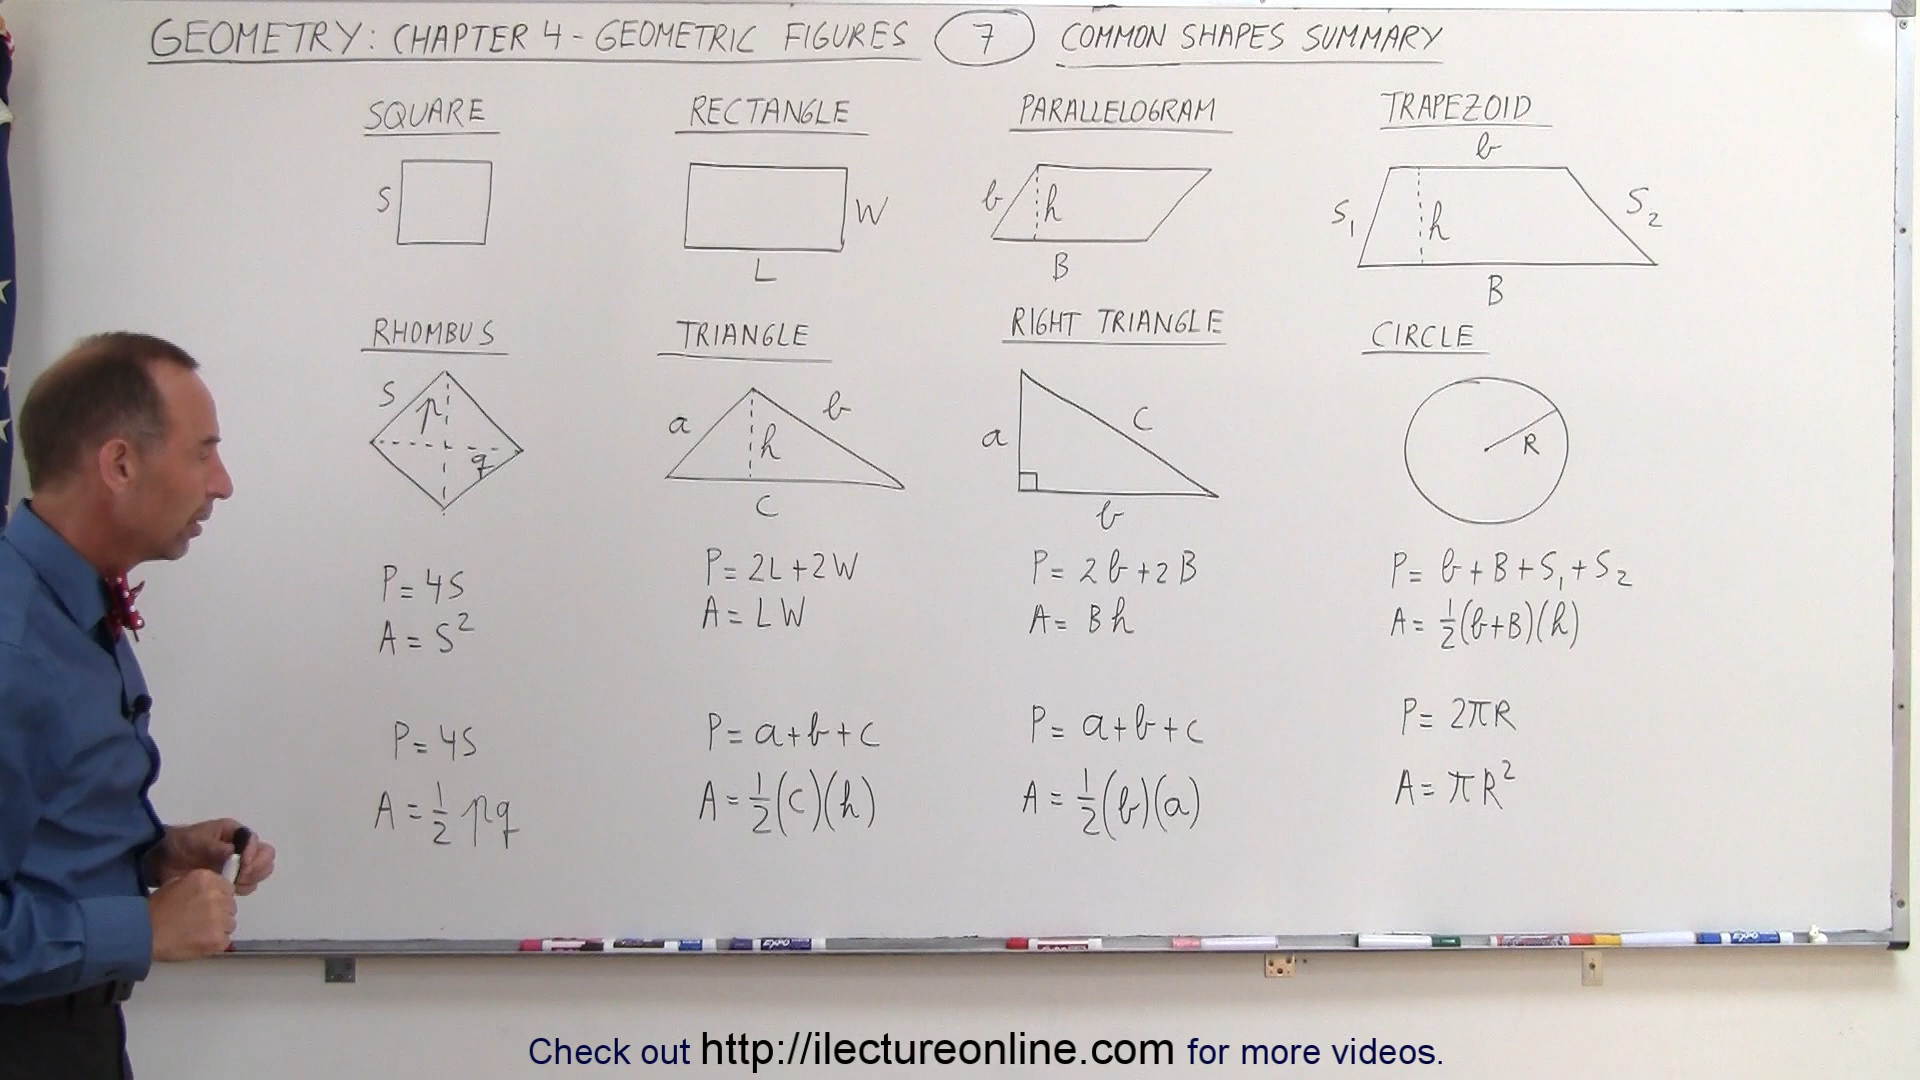 GEOMETRY: CHAPTER 4 - GEOMETRIC FIGURES 7 COMMON SHAPES SUMMARY
SQUARE RECTANGLE PARALLELOGRAM TRAPEZOID
S
L W
b h B
b S₁ h S₂ B
RHOMBUS TRIANGLE RIGHT TRIANGLE CIRCLE
S p q
a b h c
a c b
R
P = 4S P = 2L + 2W P = 2b + 2B P = b + B + S₁ + S₂
A = S² A = LW A = Bh A = ½(b+B)(h)
P = 4S P = a + b + c P = a + b + c P = 2πR
A = ½ pq A = ½(c)(h) A = ½(b)(a) A = πR²
EXPO EXPO
Check out http://ilectureonline.com for more videos.